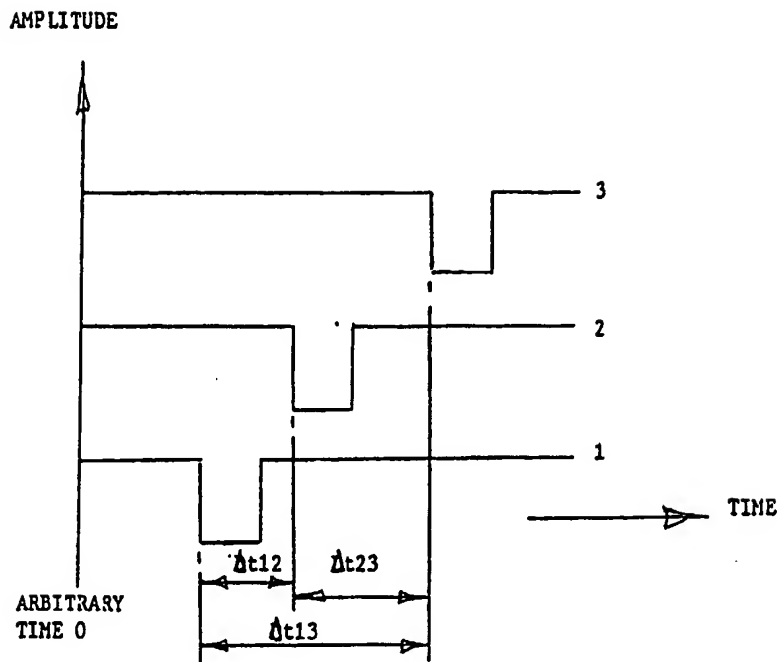 AMPLITUDE
3
2
1
TIME
Δt12
Δt23
ARBITRARY
TIME 0
Δt13